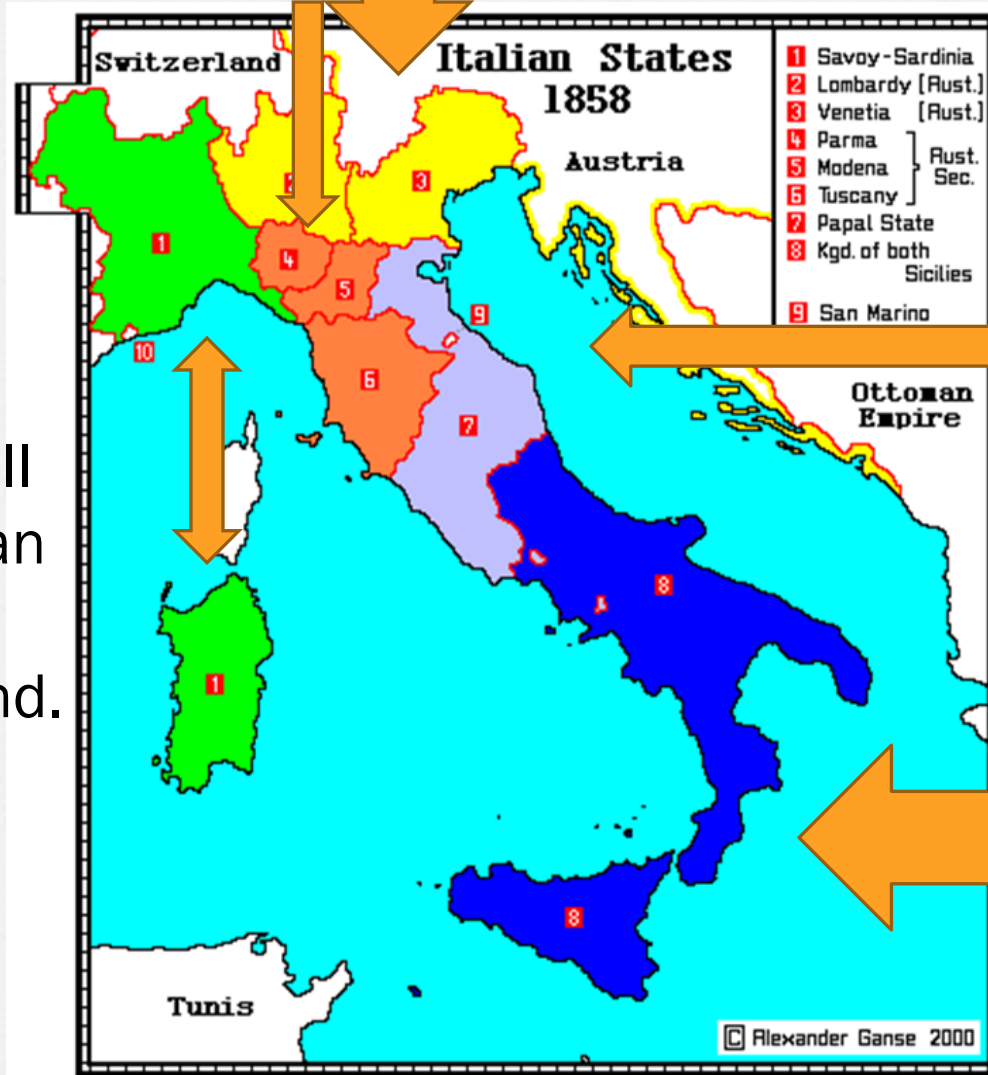 Switzerland
Italian States
1858
Austria
1 Savoy-Sardinia
2 Lombardy [Aust.]
3 Venetia [Aust.]
4 Parma
5 Modena
6 Tuscany
Aust.
Sec.
7 Papal State
8 Kgd. of both
Sicilies
9 San Marino
2
3
1
4
5
9
10
6
7
Ottoman
Empire
ll
an
nd.
8
1
8
Tunis
© Alexander Ganse 2000